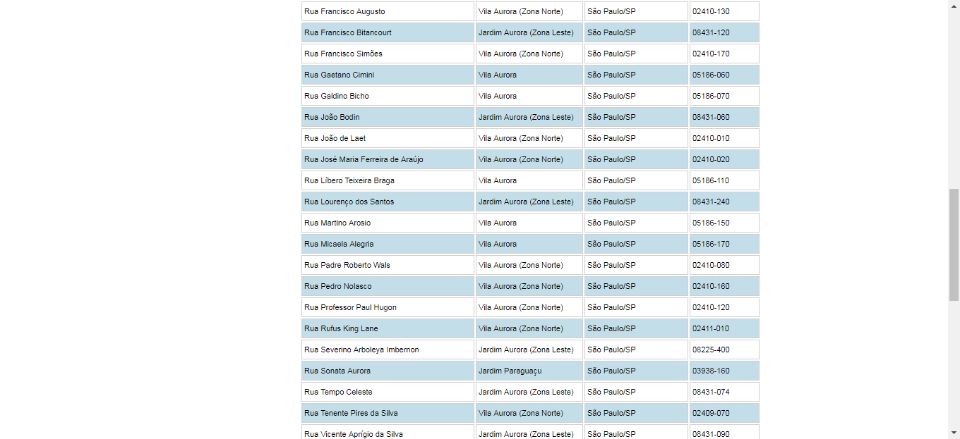 Rua Francisco Augusto Vila Aurora (Zona Norte) São Paulo/SP 02410-130
Rua Francisco Bitancourt Jardim Aurora (Zona Leste) São Paulo/SP 08431-120
Rua Francisco Simões Vila Aurora (Zona Norte) São Paulo/SP 02410-170
Rua Gaetano Cimini Vila Aurora São Paulo/SP 05186-060
Rua Galdino Bicho Vila Aurora São Paulo/SP 05186-070
Rua João Bodin Jardim Aurora (Zona Leste) São Paulo/SP 08431-060
Rua João de Laet Vila Aurora (Zona Norte) São Paulo/SP 02410-010
Rua José Maria Ferreira de Araújo Vila Aurora (Zona Norte) São Paulo/SP 02410-020
Rua Líbero Teixeira Braga Vila Aurora São Paulo/SP 05186-110
Rua Lourenço dos Santos Jardim Aurora (Zona Leste) São Paulo/SP 08431-240
Rua Martino Arosio Vila Aurora São Paulo/SP 05186-150
Rua Micaela Alegria Vila Aurora São Paulo/SP 05186-170
Rua Padre Roberto Wals Vila Aurora (Zona Norte) São Paulo/SP 02410-080
Rua Pedro Nolasco Vila Aurora (Zona Norte) São Paulo/SP 02410-160
Rua Professor Paul Hugon Vila Aurora (Zona Norte) São Paulo/SP 02410-120
Rua Rufus King Lane Vila Aurora (Zona Norte) São Paulo/SP 02411-010
Rua Severino Arboleya Imbernon Jardim Aurora (Zona Leste) São Paulo/SP 08225-400
Rua Sonata Aurora Jardim Paraguaçu São Paulo/SP 03938-160
Rua Tempo Celeste Jardim Aurora (Zona Leste) São Paulo/SP 08431-074
Rua Tenente Pires da Silva Vila Aurora (Zona Norte) São Paulo/SP 02409-070
Rua Vicente Aprígio da Silva Jardim Aurora (Zona Leste) São Paulo/SP 08431-090